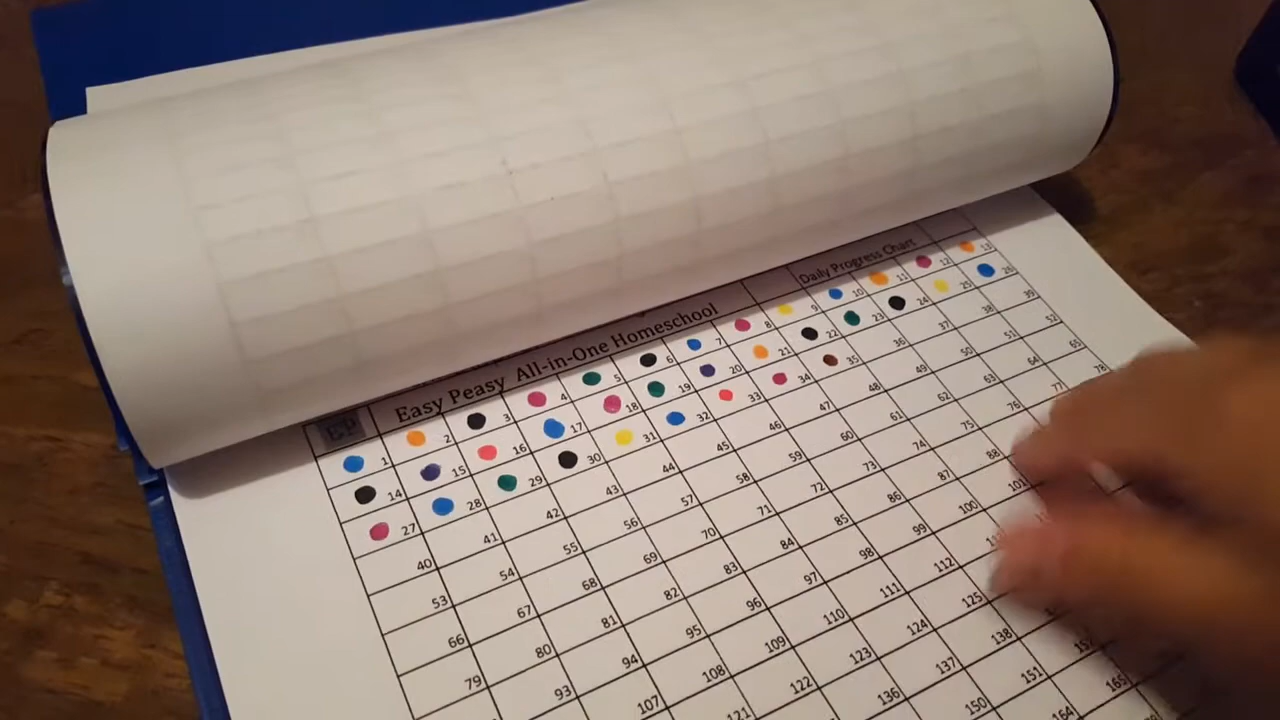 EP Easy Peasy All-in-One Homeschool Daily Progress Chart
1 2 3 4 5 6 7 8 9 10 11 12 13
14 15 16 17 18 19 20 21 22 23 24 25 26
27 28 29 30 31 32 33 34 35 36 37 38 39
40 41 42 43 44 45 46 47 48 49 50 51 52
53 54 55 56 57 58 59 60 61 62 63 64 65
66 67 68 69 70 71 72 73 74 75 76 77 78
79 80 81 82 83 84 85 86 87 88
93 94 95 96 97 98 99 100 101
107 108 109 110 111 112
121 122 123 124 125
136 137 138
150 151
164 165